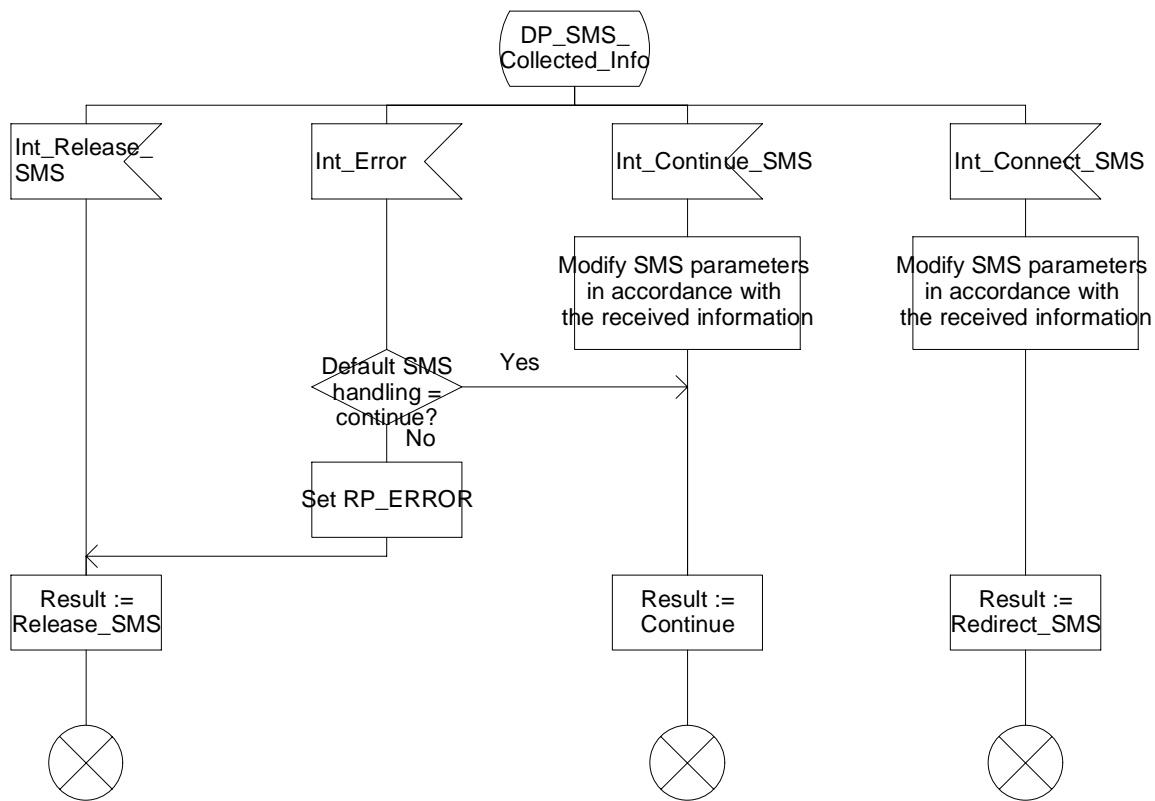 DP_SMS_
Collected_Info
Int_Release_
SMS
Int_Error
Int_Continue_SMS
Int_Connect_SMS
Modify SMS parameters
in accordance with
the received information
Modify SMS parameters
in accordance with
the received information
Default SMS
handling =
continue?
Yes
No
Set RP_ERROR
Result :=
Release_SMS
Result :=
Continue
Result :=
Redirect_SMS